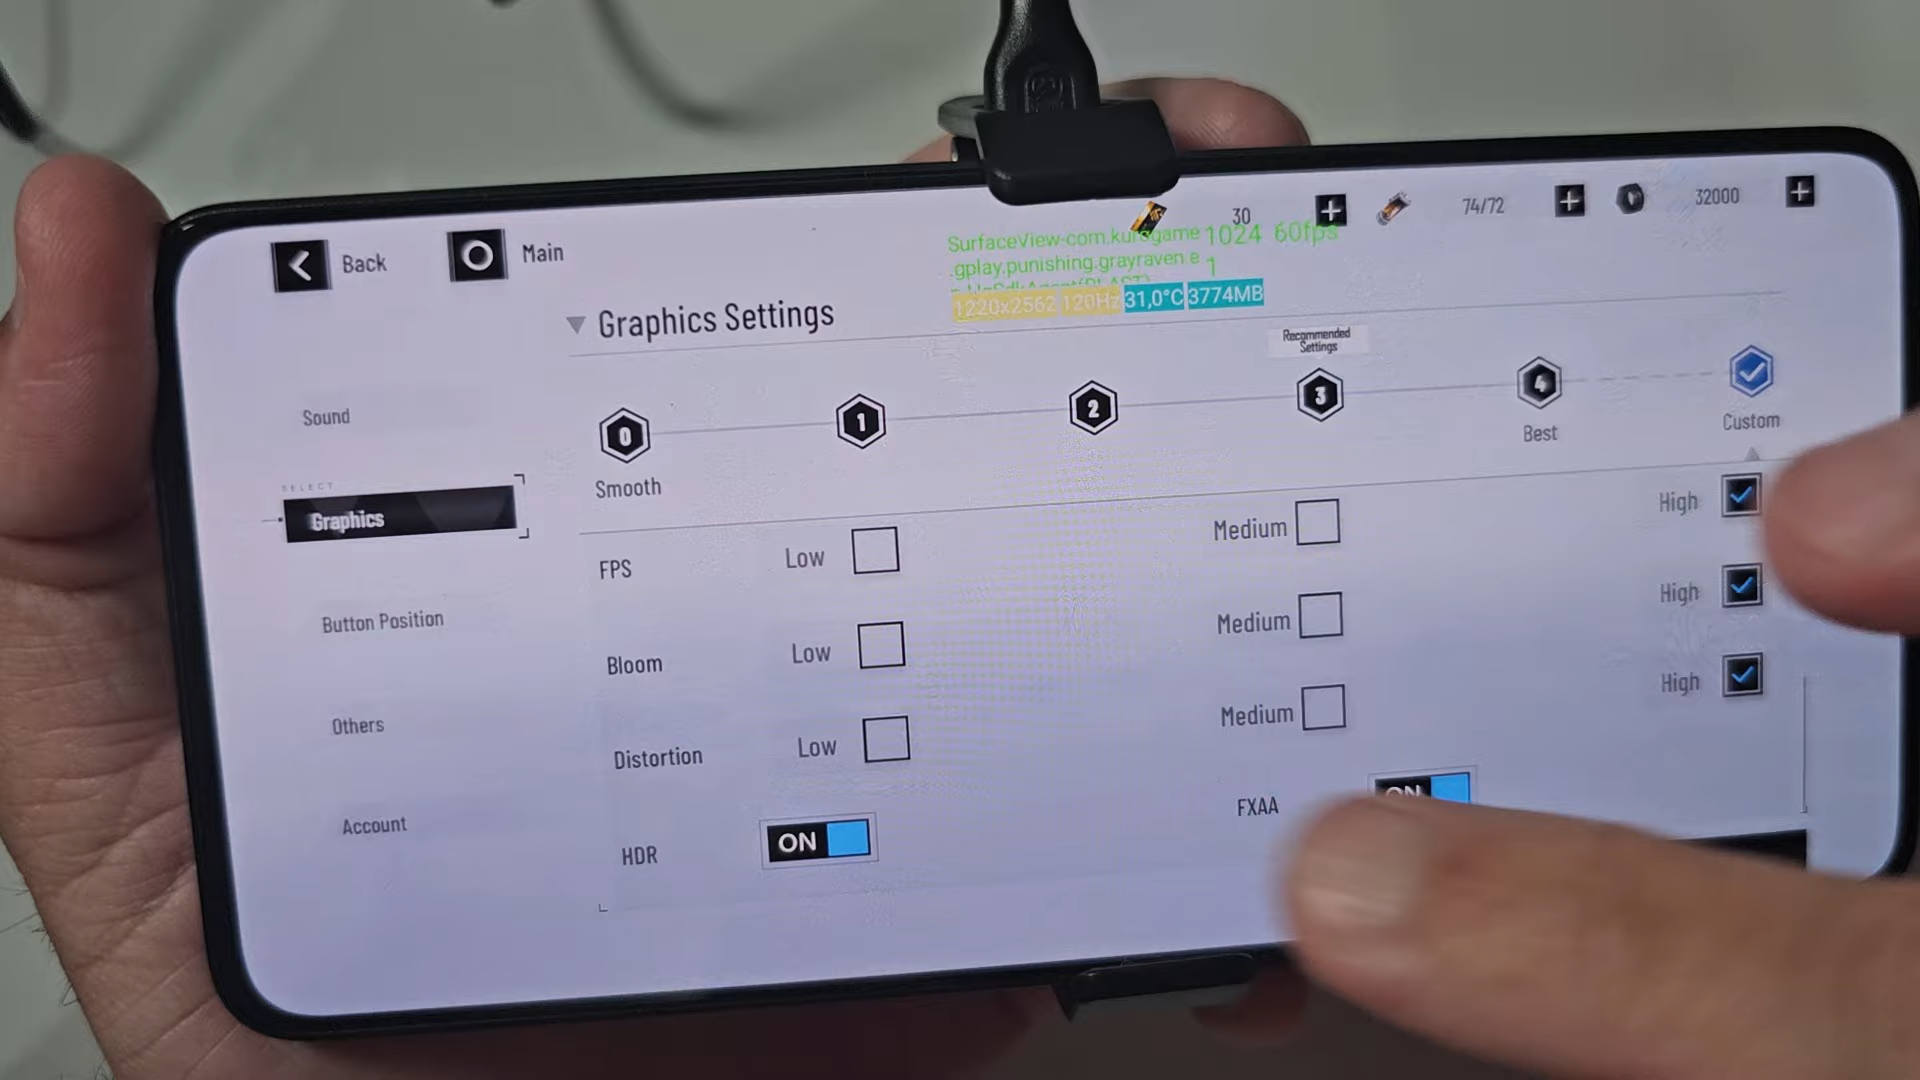 Back
Main
30
74/72
32000
SurfaceView-com.kurogame 1024 60fps
.gplay.punishing.grayraven.e 1
1220x2562 120Hz 31,0°C 3774MB
Graphics Settings
Recommended
Settings
0
1
2
3
4
Smooth
Best
Custom
Sound
SELECT
Graphics
Button Position
Others
Account
FPS Low Medium High
Bloom Low Medium High
Distortion Low Medium High
HDR ON FXAA ON